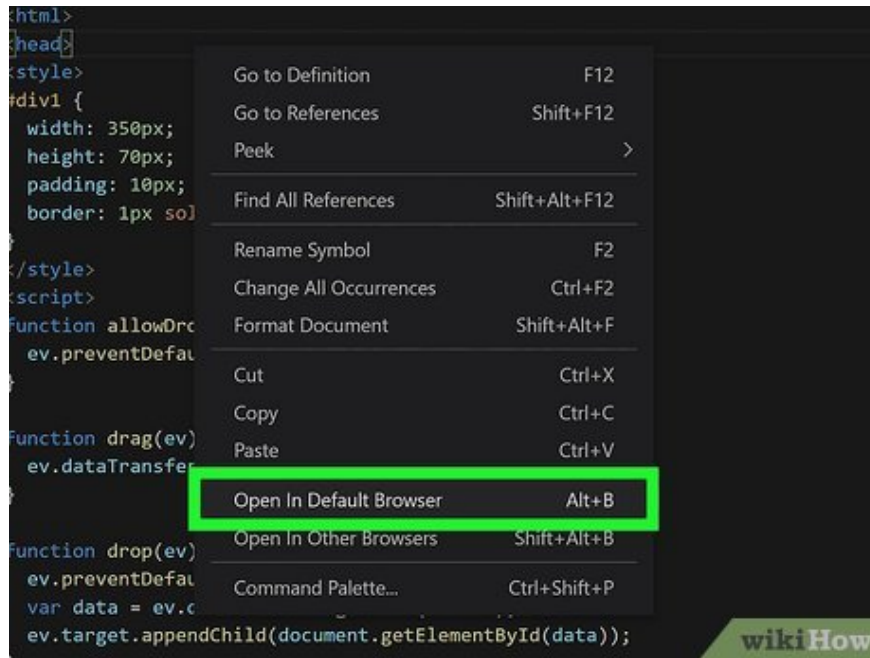 <html>
<head>
<style>
#div1 {
width: 350px;
height: 70px;
padding: 10px;
border: 1px sol
}
</style>
<script>
function allowDro
ev.preventDefau
}
function drag(ev)
ev.dataTransfer
}
function drop(ev)
ev.preventDefau
var data = ev.d
ev.target.appendChild(document.getElementById(data));
Go to Definition F12
Go to References Shift+F12
Peek >
Find All References Shift+Alt+F12
Rename Symbol F2
Change All Occurrences Ctrl+F2
Format Document Shift+Alt+F
Cut Ctrl+X
Copy Ctrl+C
Paste Ctrl+V
Open In Default Browser Alt+B
Open In Other Browsers Shift+Alt+B
Command Palette... Ctrl+Shift+P
wikiHow